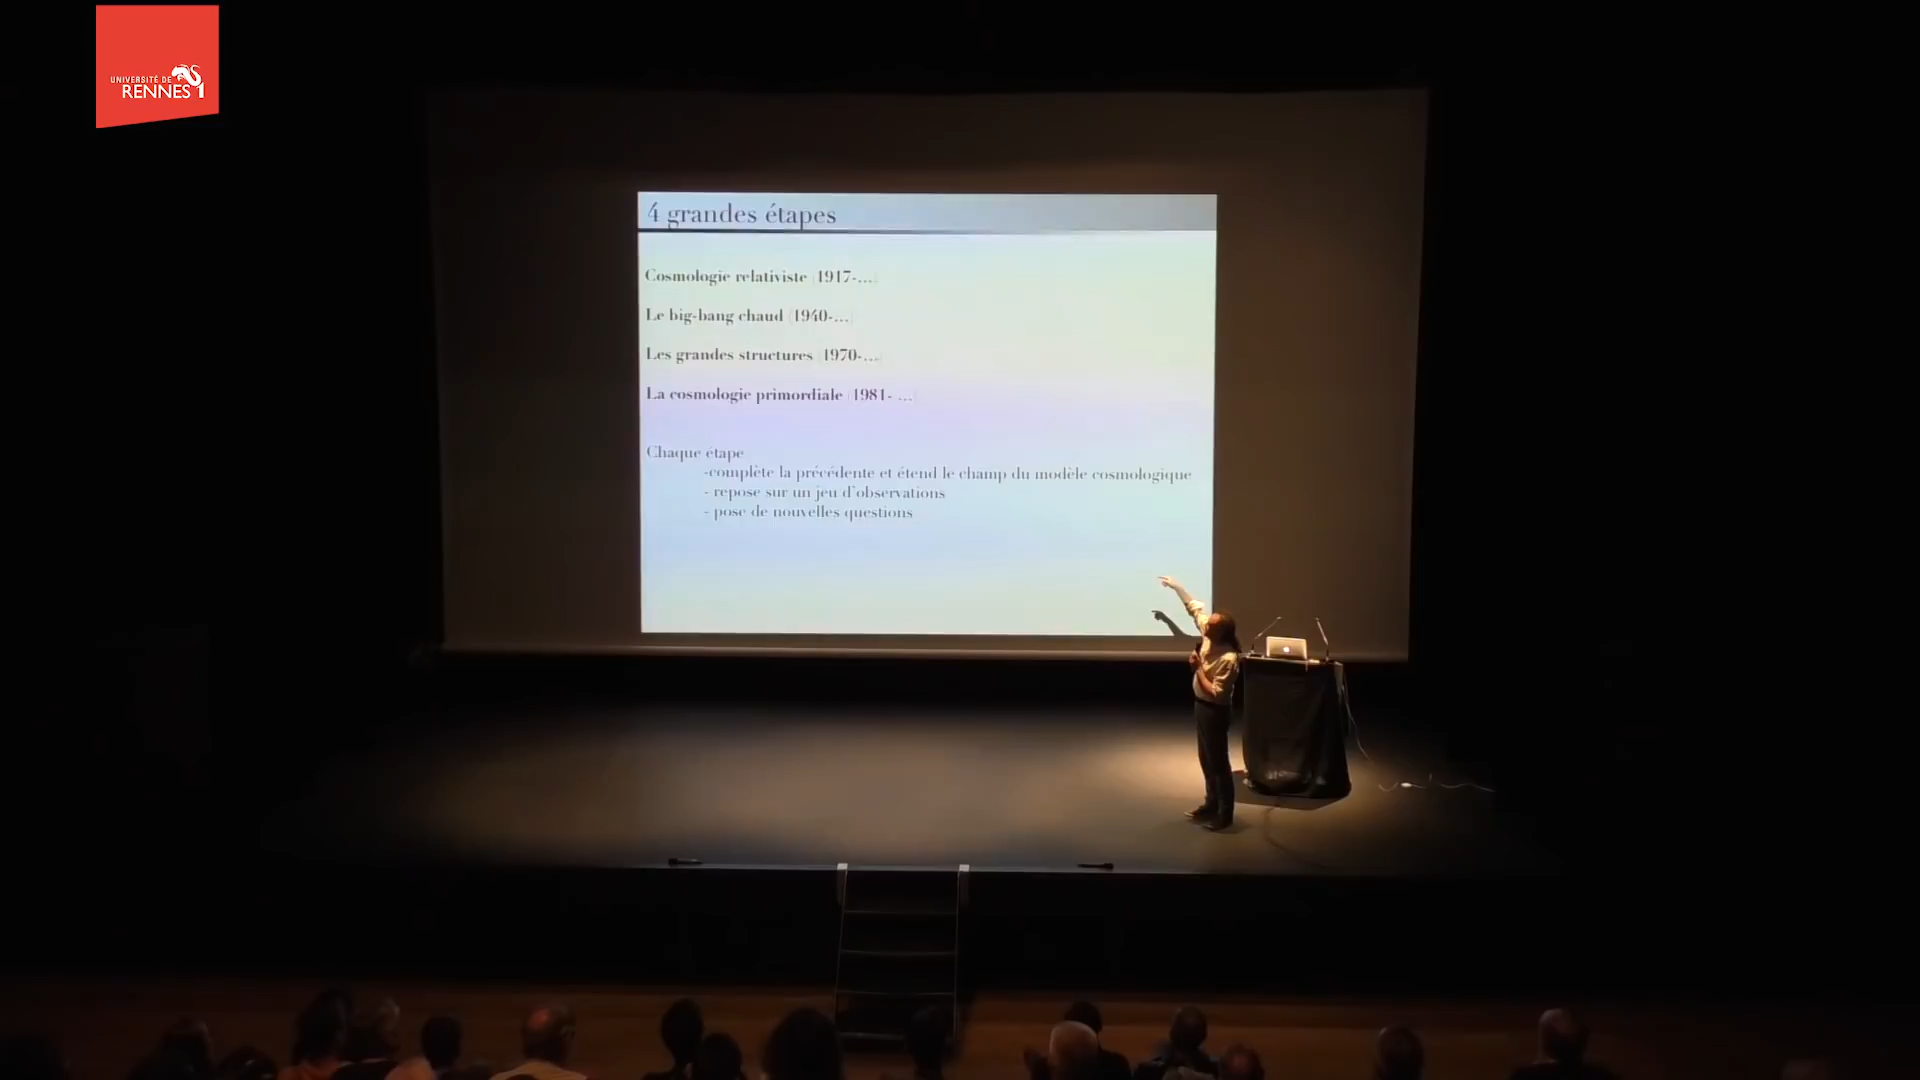 UNIVERSITÉ DE
RENNES 1
4 grandes étapes
Cosmologie relativiste (1917-...)
Le big-bang chaud (1940-...)
Les grandes structures (1970-...)
La cosmologie primordiale (1981- ...)
Chaque étape
-complète la précédente et étend le champ du modèle cosmologique
- repose sur un jeu d'observations
- pose de nouvelles questions